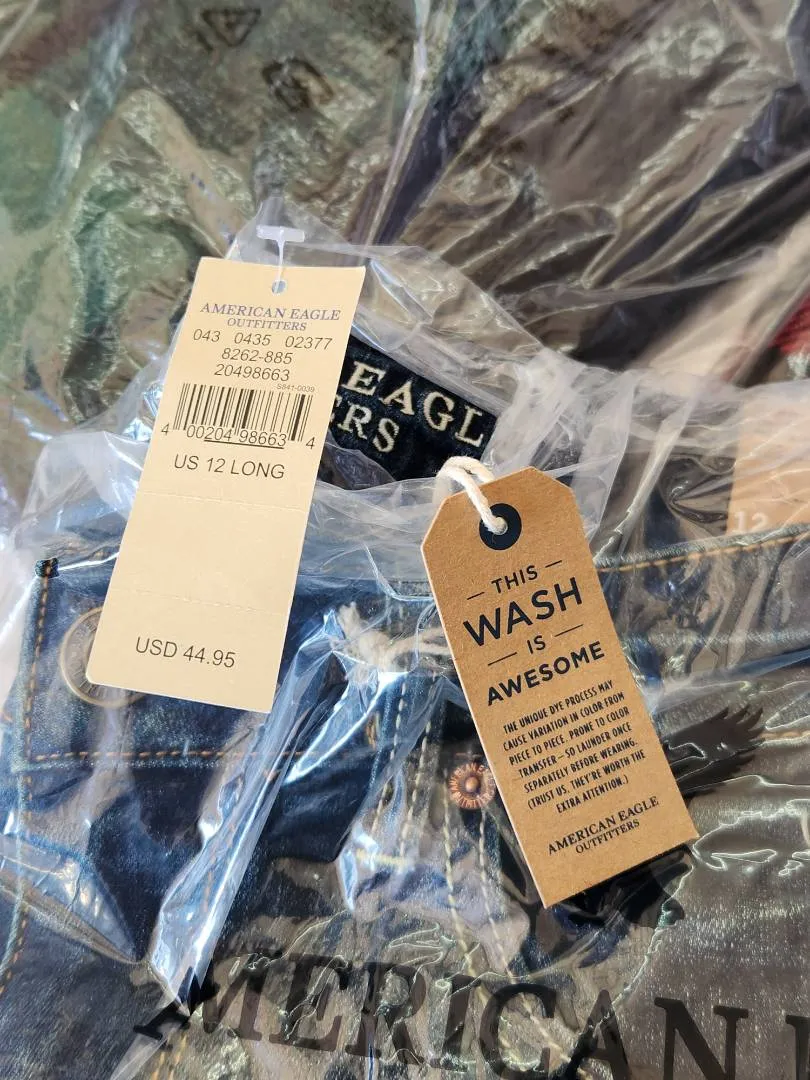 AMERICAN EAGLE
OUTFITTERS
043 0435 02377
8262-885
20498663
S841-0039
4 00204 98663 4
US 12 LONG
USD 44.95
EAGL
ERS
12
— THIS —
WASH
— IS —
AWESOME
THE UNIQUE DYE PROCESS MAY
CAUSE VARIATION IN COLOR FROM
PIECE TO PIECE. PRONE TO COLOR
TRANSFER—SO LAUNDER ONCE
SEPARATELY BEFORE WEARING.
(TRUST US, THEY'RE WORTH THE
EXTRA ATTENTION.)
AMERICAN EAGLE
OUTFITTERS
AMERICAN